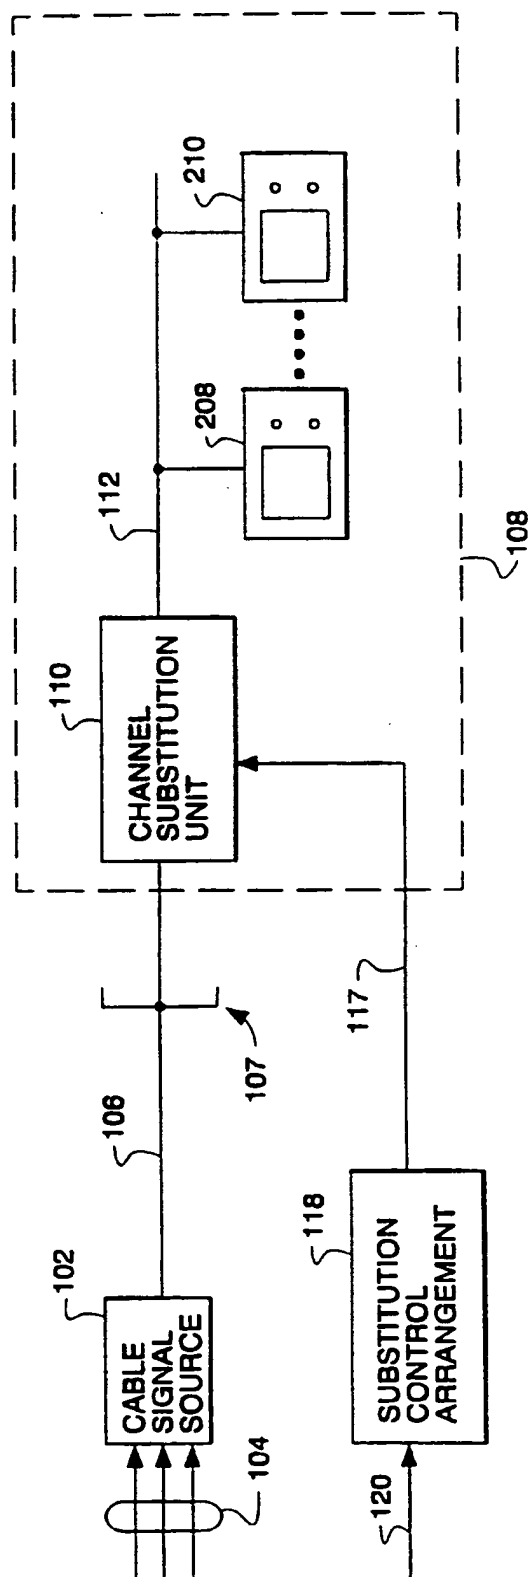 104
102
CABLE
SIGNAL
SOURCE
106
107
110
CHANNEL
SUBSTITUTION
UNIT
112
208
210
108
120
118
SUBSTITUTION
CONTROL
ARRANGEMENT
117